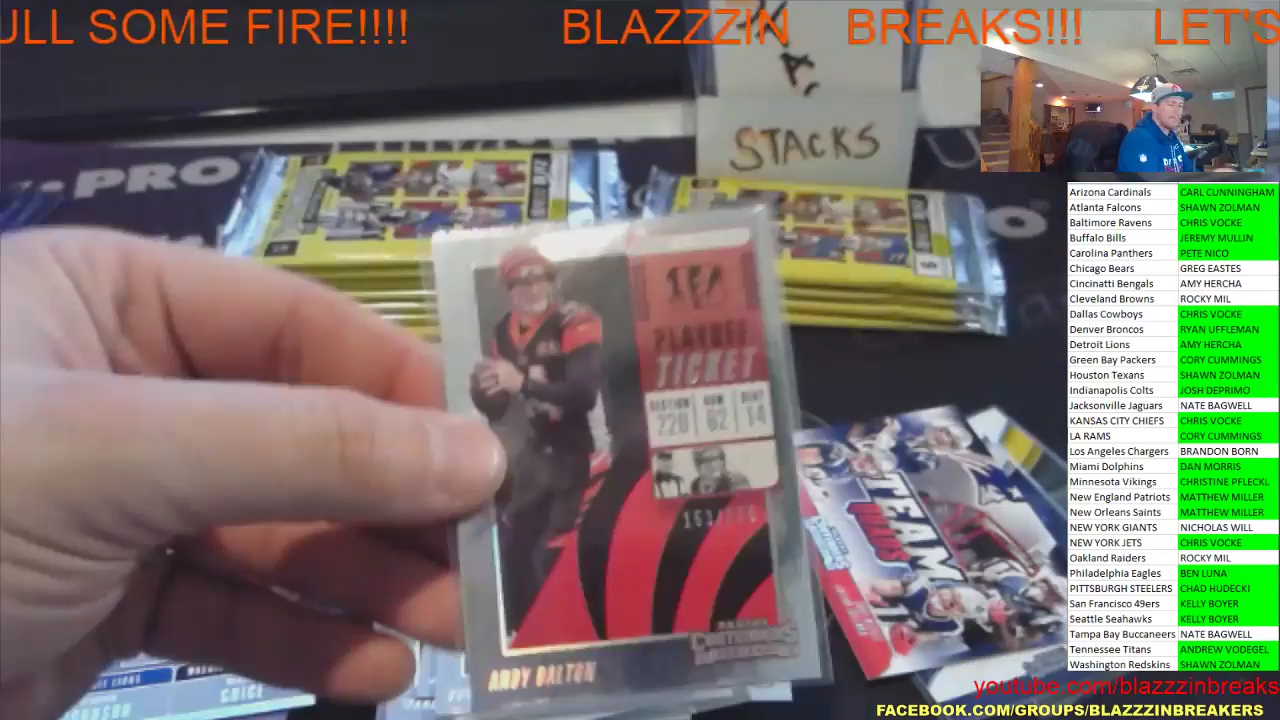 ULL SOME FIRE!!!! BLAZZZIN BREAKS!!! LET'S
STACKS
PRO
PLAYOFF
TICKET
220 62 14
ANDY DALTON
CONTENDERS
TEAM
Arizona Cardinals CARL CUNNINGHAM
Atlanta Falcons SHAWN ZOLMAN
Baltimore Ravens CHRIS VOCKE
Buffalo Bills JEREMY MULLIN
Carolina Panthers PETE NICO
Chicago Bears GREG EASTES
Cincinatti Bengals AMY HERCHA
Cleveland Browns ROCKY MIL
Dallas Cowboys CHRIS VOCKE
Denver Broncos RYAN UFFLEMAN
Detroit Lions AMY HERCHA
Green Bay Packers CORY CUMMINGS
Houston Texans SHAWN ZOLMAN
Indianapolis Colts JOSH DEPRIMO
Jacksonville Jaguars NATE BAGWELL
KANSAS CITY CHIEFS CHRIS VOCKE
LA RAMS CORY CUMMINGS
Los Angeles Chargers BRANDON BORN
Miami Dolphins DAN MORRIS
Minnesota Vikings CHRISTINE PFLECKL
New England Patriots MATTHEW MILLER
New Orleans Saints MATTHEW MILLER
NEW YORK GIANTS NICHOLAS WILL
NEW YORK JETS CHRIS VOCKE
Oakland Raiders ROCKY MIL
Philadelphia Eagles BEN LUNA
PITTSBURGH STEELERS CHAD HUDECKI
San Francisco 49ers KELLY BOYER
Seattle Seahawks KELLY BOYER
Tampa Bay Buccaneers NATE BAGWELL
Tennessee Titans ANDREW VODEGEL
Washington Redskins SHAWN ZOLMAN
youtube.com/blazzzinbreaks
FACEBOOK.COM/GROUPS/BLAZZZINBREAKERS